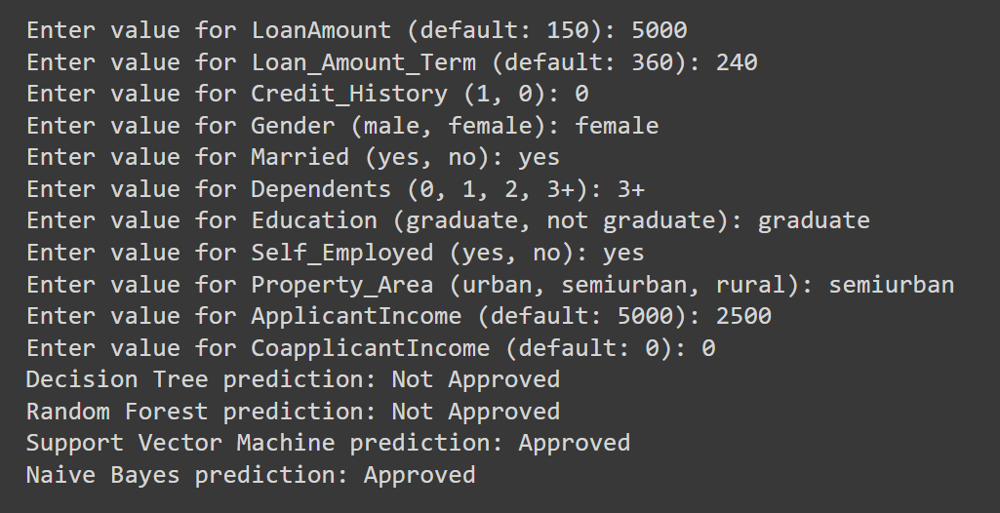 Enter value for LoanAmount (default: 150): 5000
Enter value for Loan_Amount_Term (default: 360): 240
Enter value for Credit_History (1, 0): 0
Enter value for Gender (male, female): female
Enter value for Married (yes, no): yes
Enter value for Dependents (0, 1, 2, 3+): 3+
Enter value for Education (graduate, not graduate): graduate
Enter value for Self_Employed (yes, no): yes
Enter value for Property_Area (urban, semiurban, rural): semiurban
Enter value for ApplicantIncome (default: 5000): 2500
Enter value for CoapplicantIncome (default: 0): 0
Decision Tree prediction: Not Approved
Random Forest prediction: Not Approved
Support Vector Machine prediction: Approved
Naive Bayes prediction: Approved